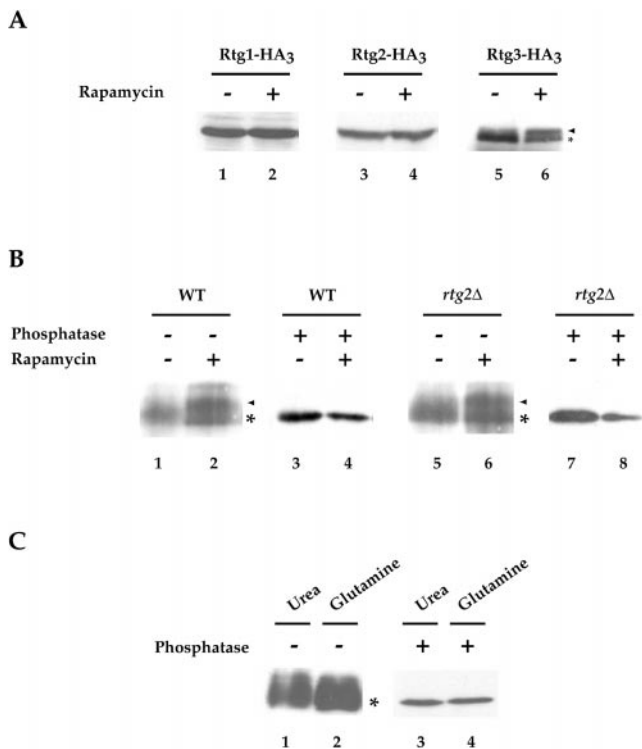 A
Rtg1-HA3 Rtg2-HA3 Rtg3-HA3
Rapamycin - + - + - +
*
1 2 3 4 5 6
B
WT WT rtg2Δ rtg2Δ
Phosphatase - - + + - - + +
Rapamycin - + - + - + - +
* *
1 2 3 4 5 6 7 8
C
Urea Glutamine Urea Glutamine
Phosphatase - - + +
*
1 2 3 4